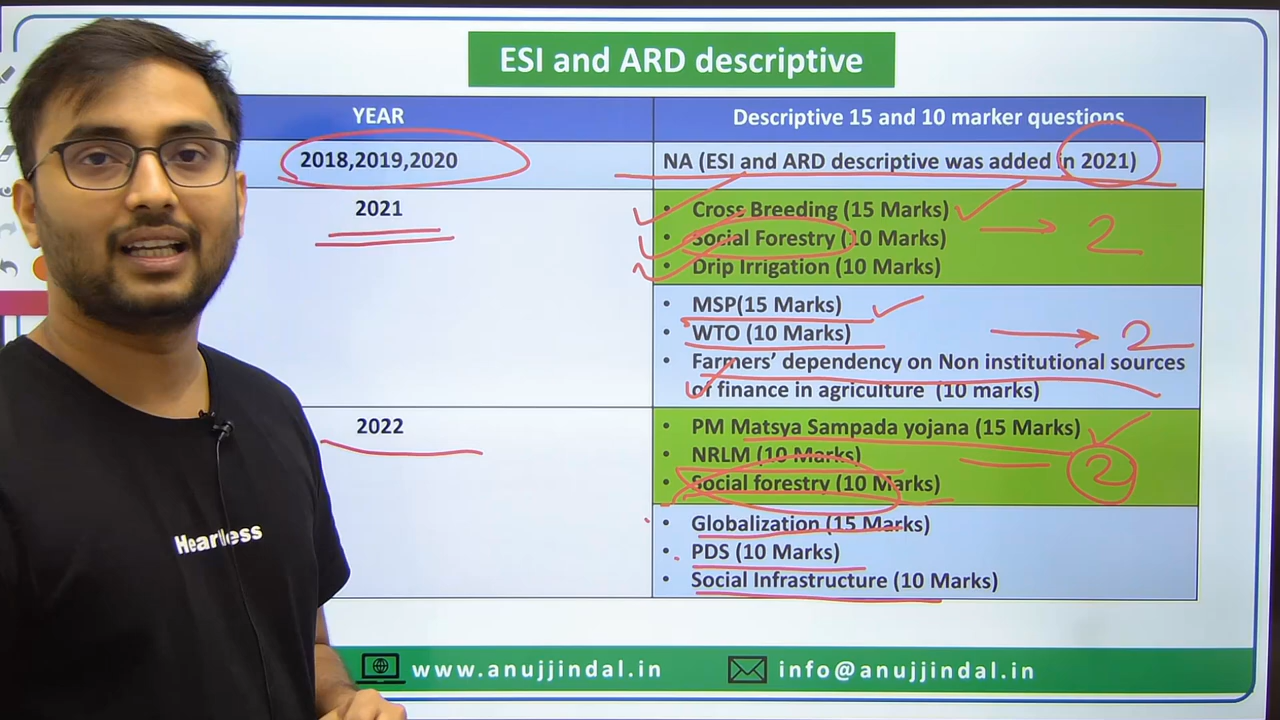 ESI and ARD descriptive
YEAR
Descriptive 15 and 10 marker questions
2018,2019,2020
NA (ESI and ARD descriptive was added in 2021)
2021
• Cross Breeding (15 Marks)
• Social Forestry (10 Marks)
• Drip Irrigation (10 Marks)
2
• MSP(15 Marks)
• WTO (10 Marks)
• Farmers’ dependency on Non institutional sources
of finance in agriculture (10 marks)
2
2022
• PM Matsya Sampada yojana (15 Marks)
• NRLM (10 Marks)
• Social forestry (10 Marks)
2
• Globalization (15 Marks)
• PDS (10 Marks)
• Social Infrastructure (10 Marks)
Heartless
www.anujjindal.in
info@anujjindal.in